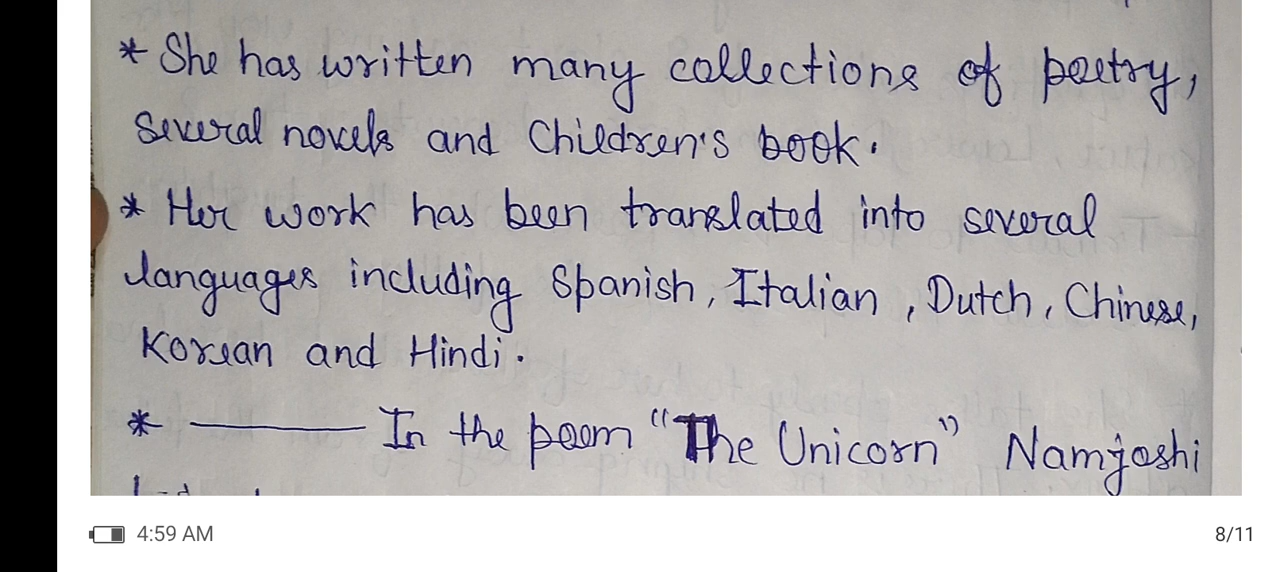 * She has written many collections of poetry,
several novels and Children's book.
* Her work has been translated into several
languages including Spanish, Italian, Dutch, Chinese,
Korean and Hindi.
* ——— In the poem "The Unicorn" Namjoshi
4:59 AM
8/11